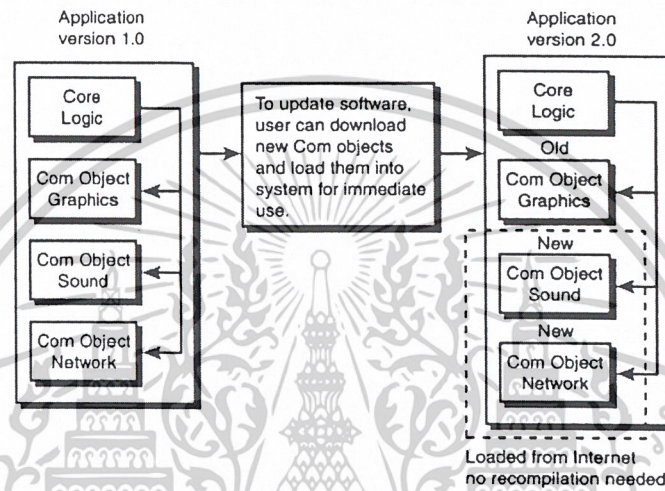 Application
version 1.0
Core
Logic
Com Object
Graphics
Com Object
Sound
Com Object
Network
To update software,
user can download
new Com objects
and load them into
system for immediate
use.
Application
version 2.0
Core
Logic
Old
Com Object
Graphics
New
Com Object
Sound
New
Com Object
Network
Loaded from Internet
no recompilation needed